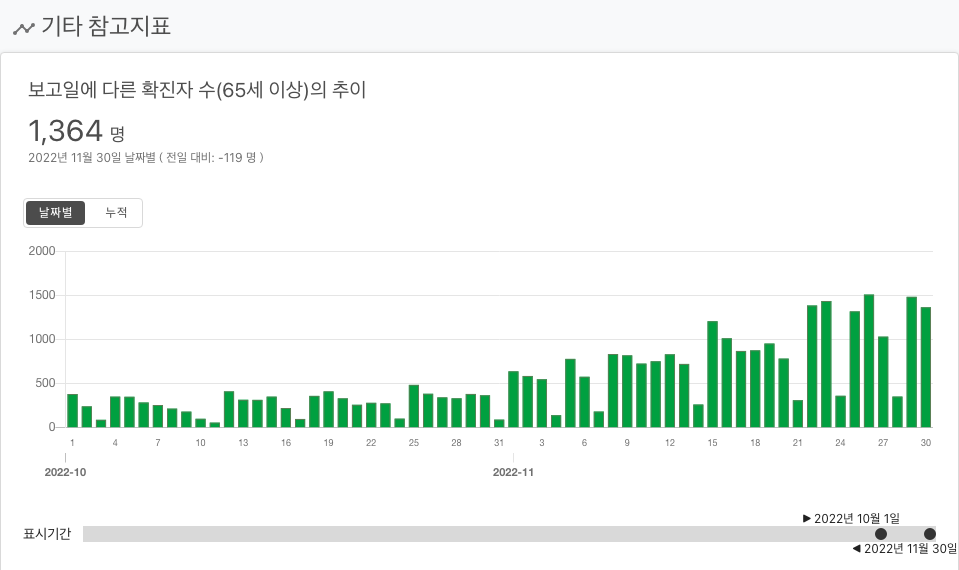 기타 참고지표
보고일에 다른 확진자 수(65세 이상)의 추이
1,364 명
2022년 11월 30일 날짜별 ( 전일 대비: -119 명 )
날짜별 누적
2000
1500
1000
500
0
1 4 7 10 13 16 19 22 25 28 31 3 6 9 12 15 18 21 24 27 30
2022-10 2022-11
▶ 2022년 10월 1일
표시기간
◀ 2022년 11월 30일